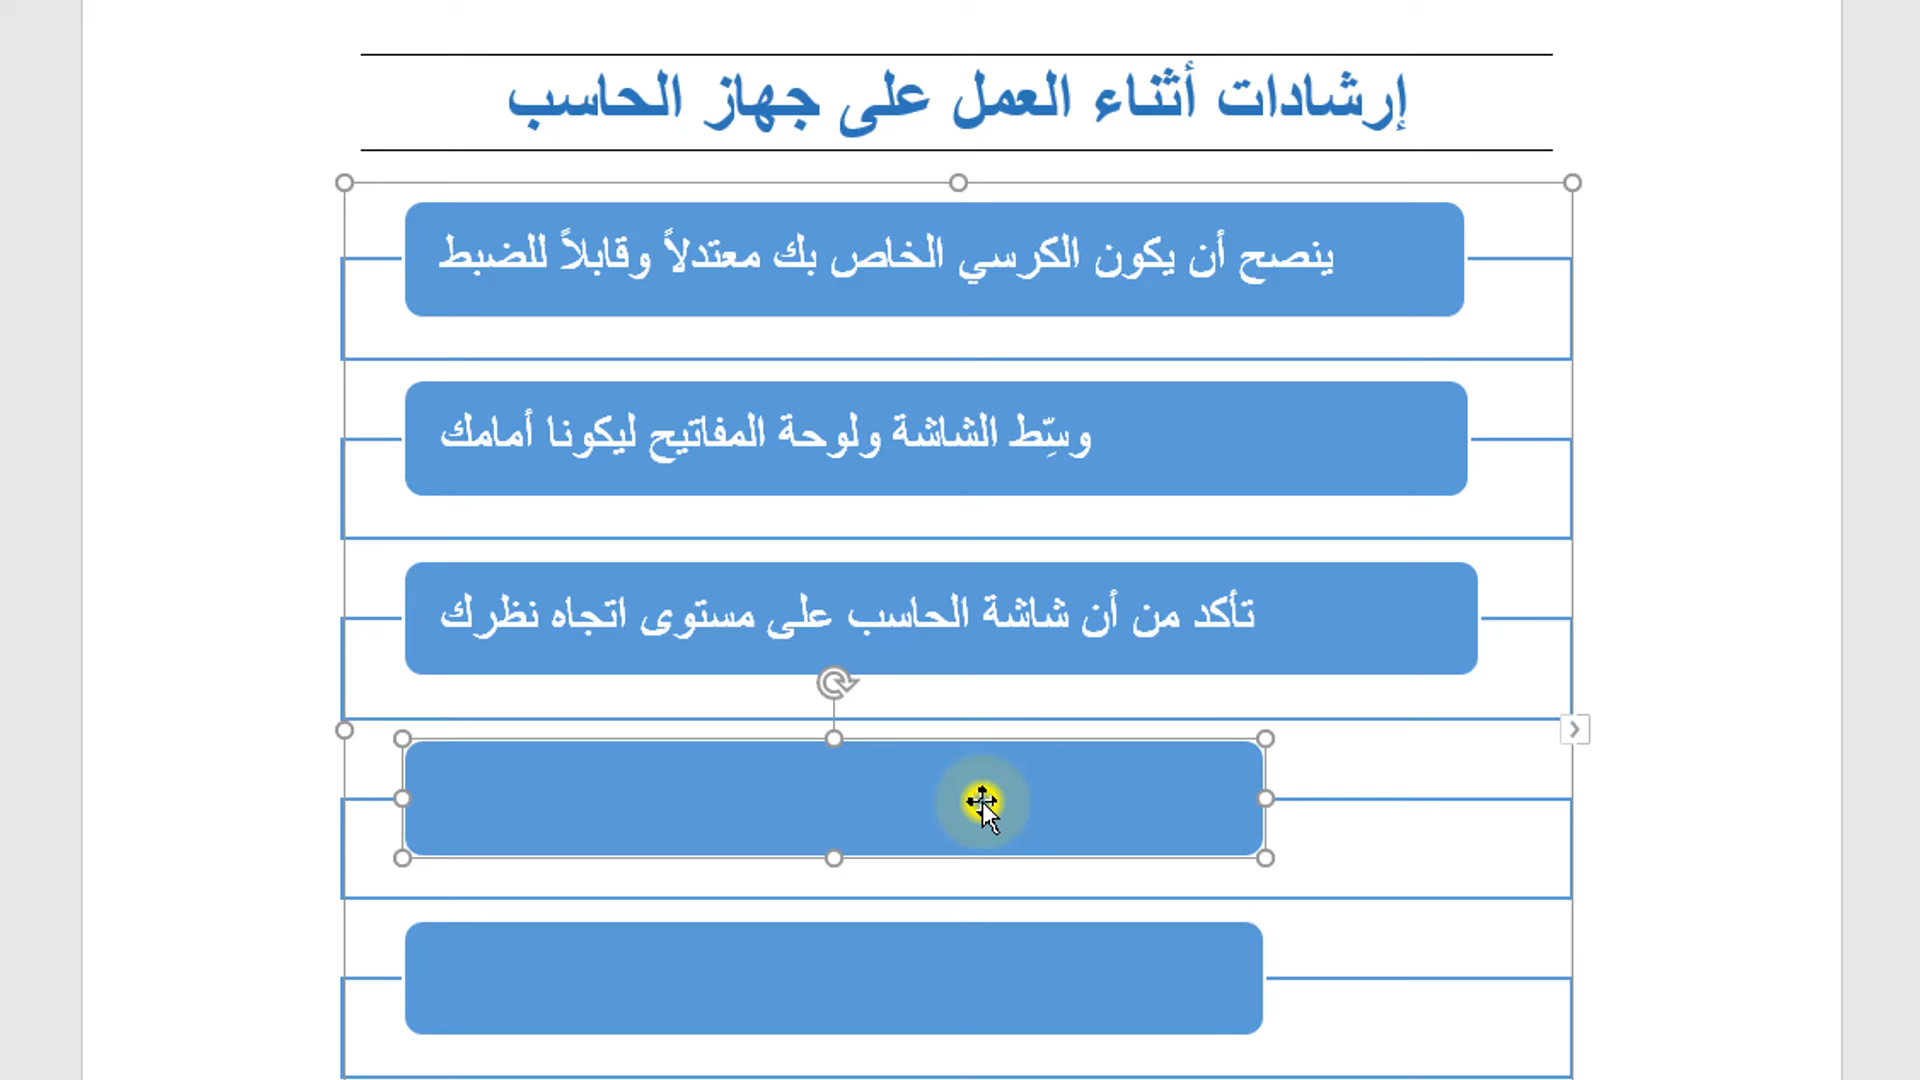 إرشادات أثناء العمل على جهاز الحاسب
ينصح أن يكون الكرسي الخاص بك معتدلاً وقابلاً للضبط
وسِّط الشاشة ولوحة المفاتيح ليكونا أمامك
تأكد من أن شاشة الحاسب على مستوى اتجاه نظرك